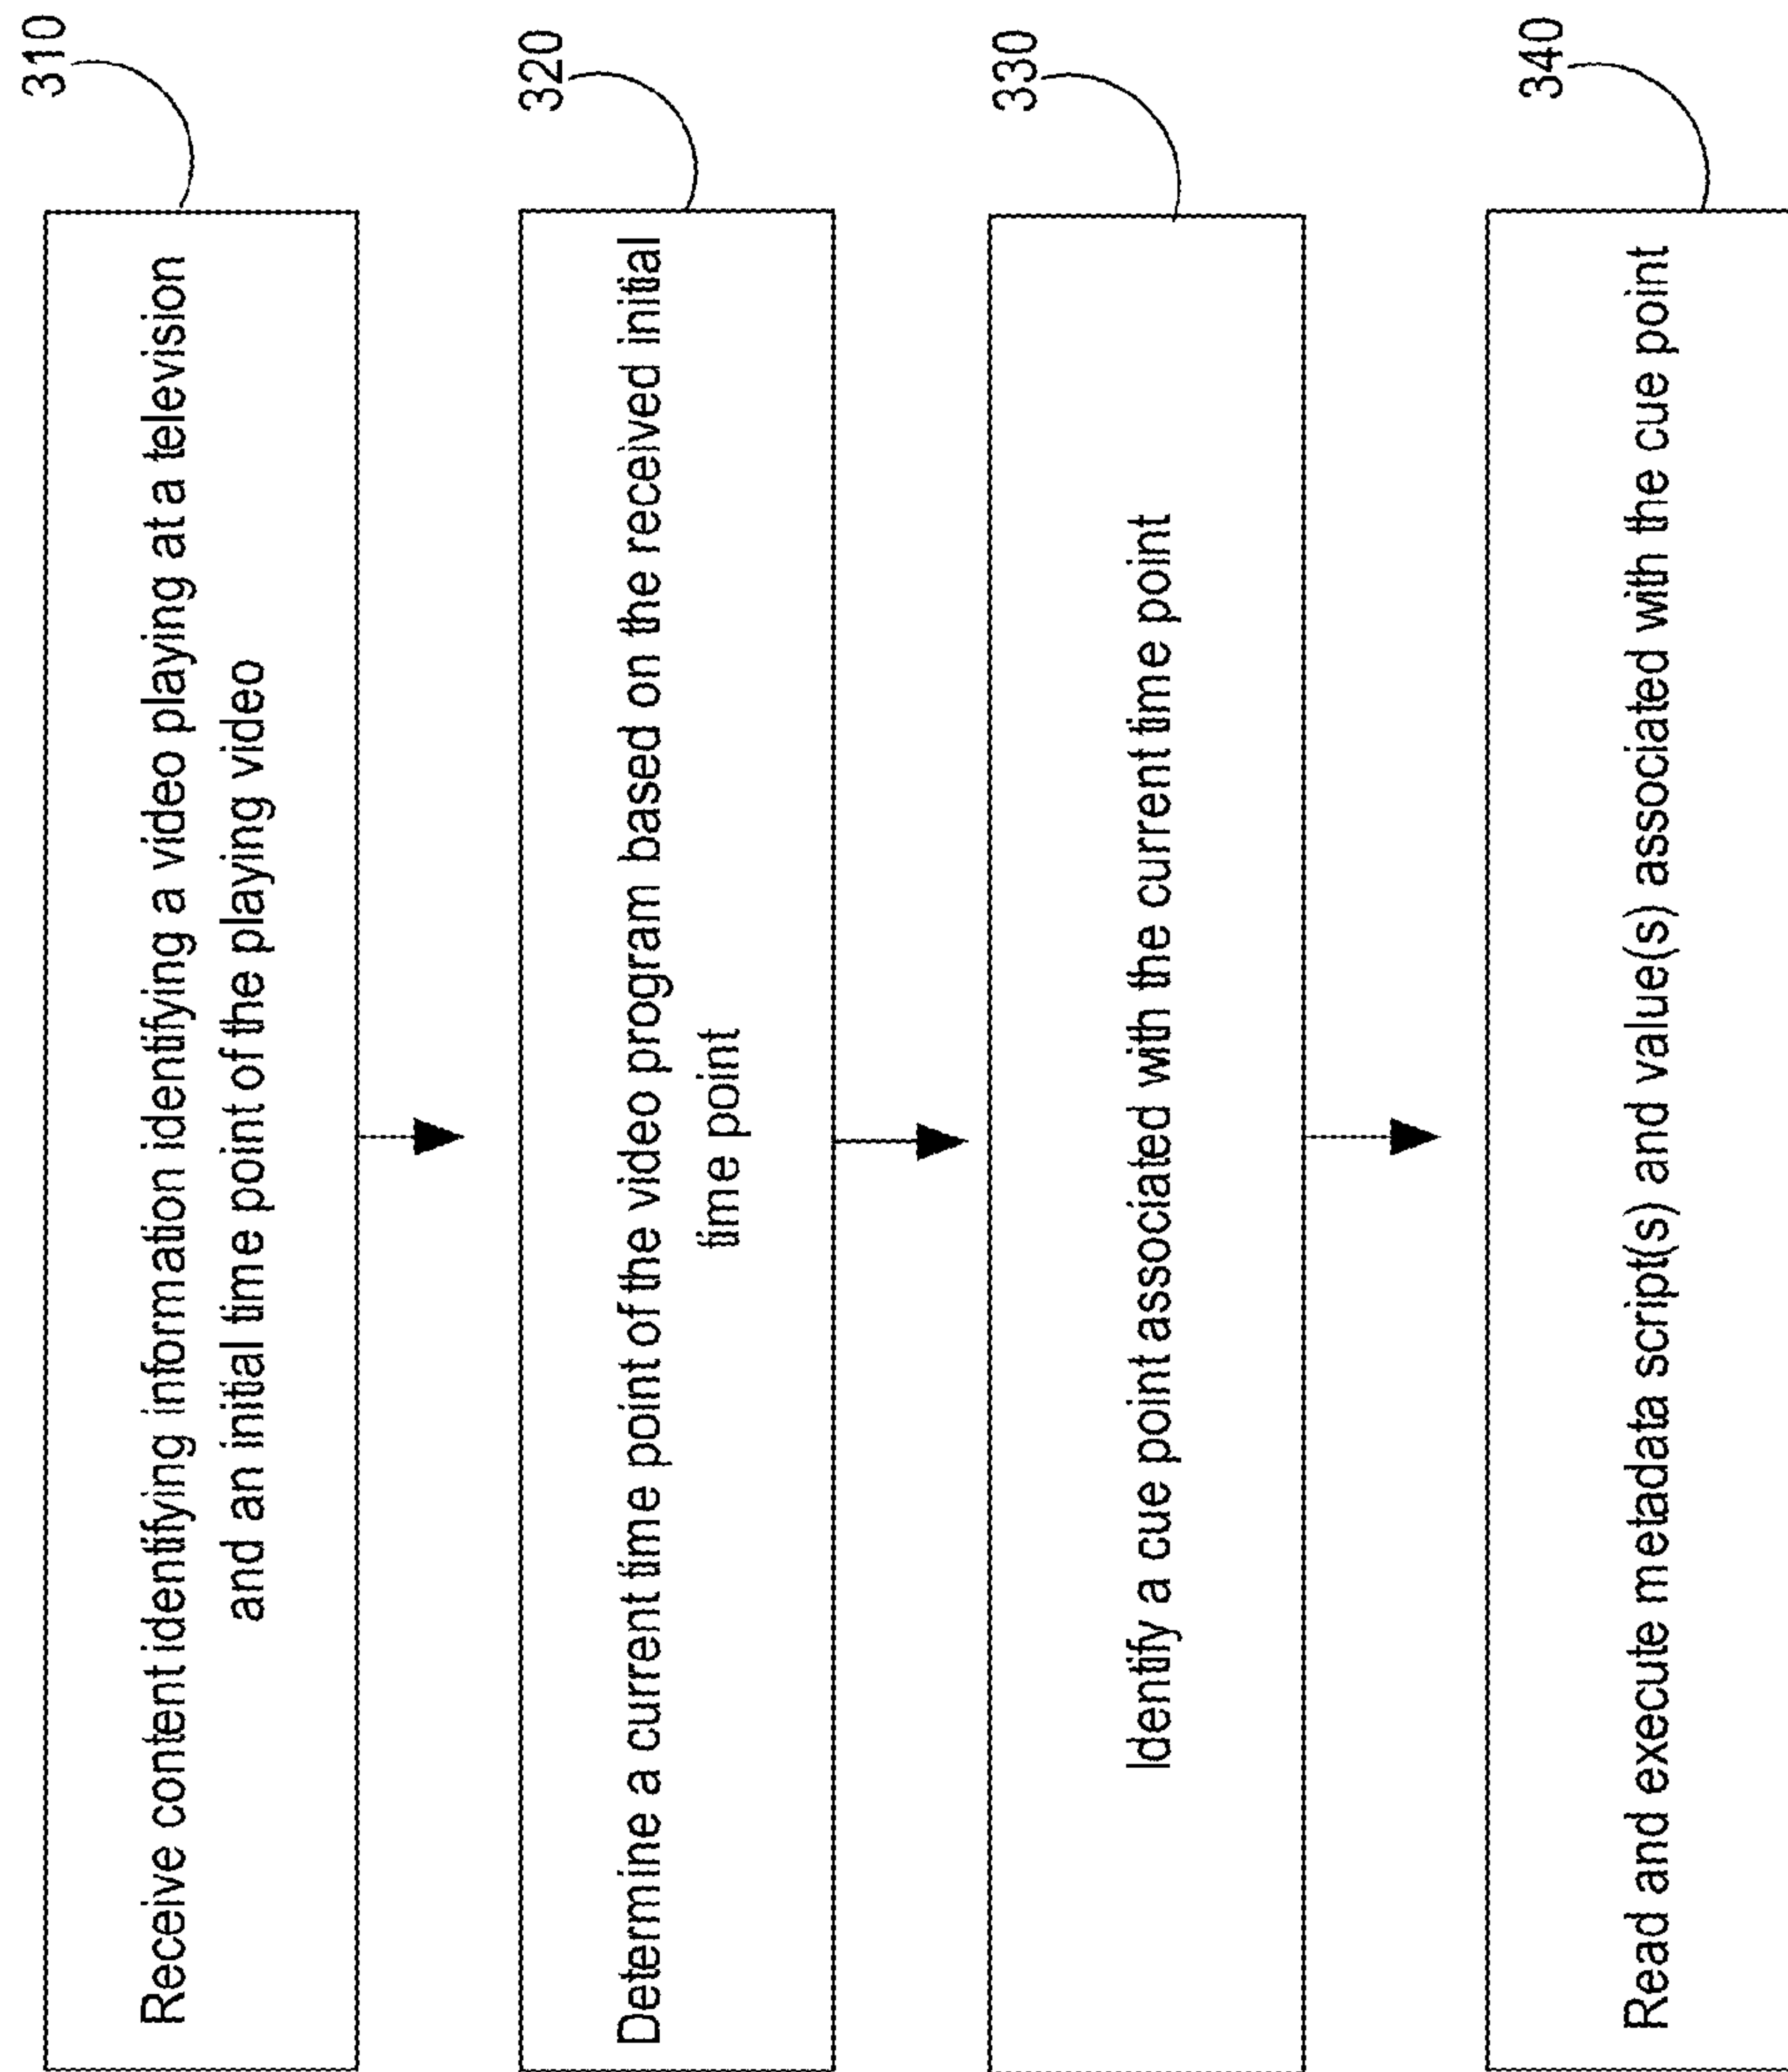 310
Receive content identifying information identifying a video playing at a television
and an initial time point of the playing video
320
Determine a current time point of the video program based on the received initial
time point
330
Identify a cue point associated with the current time point
340
Read and execute metadata script(s) and value(s) associated with the cue point